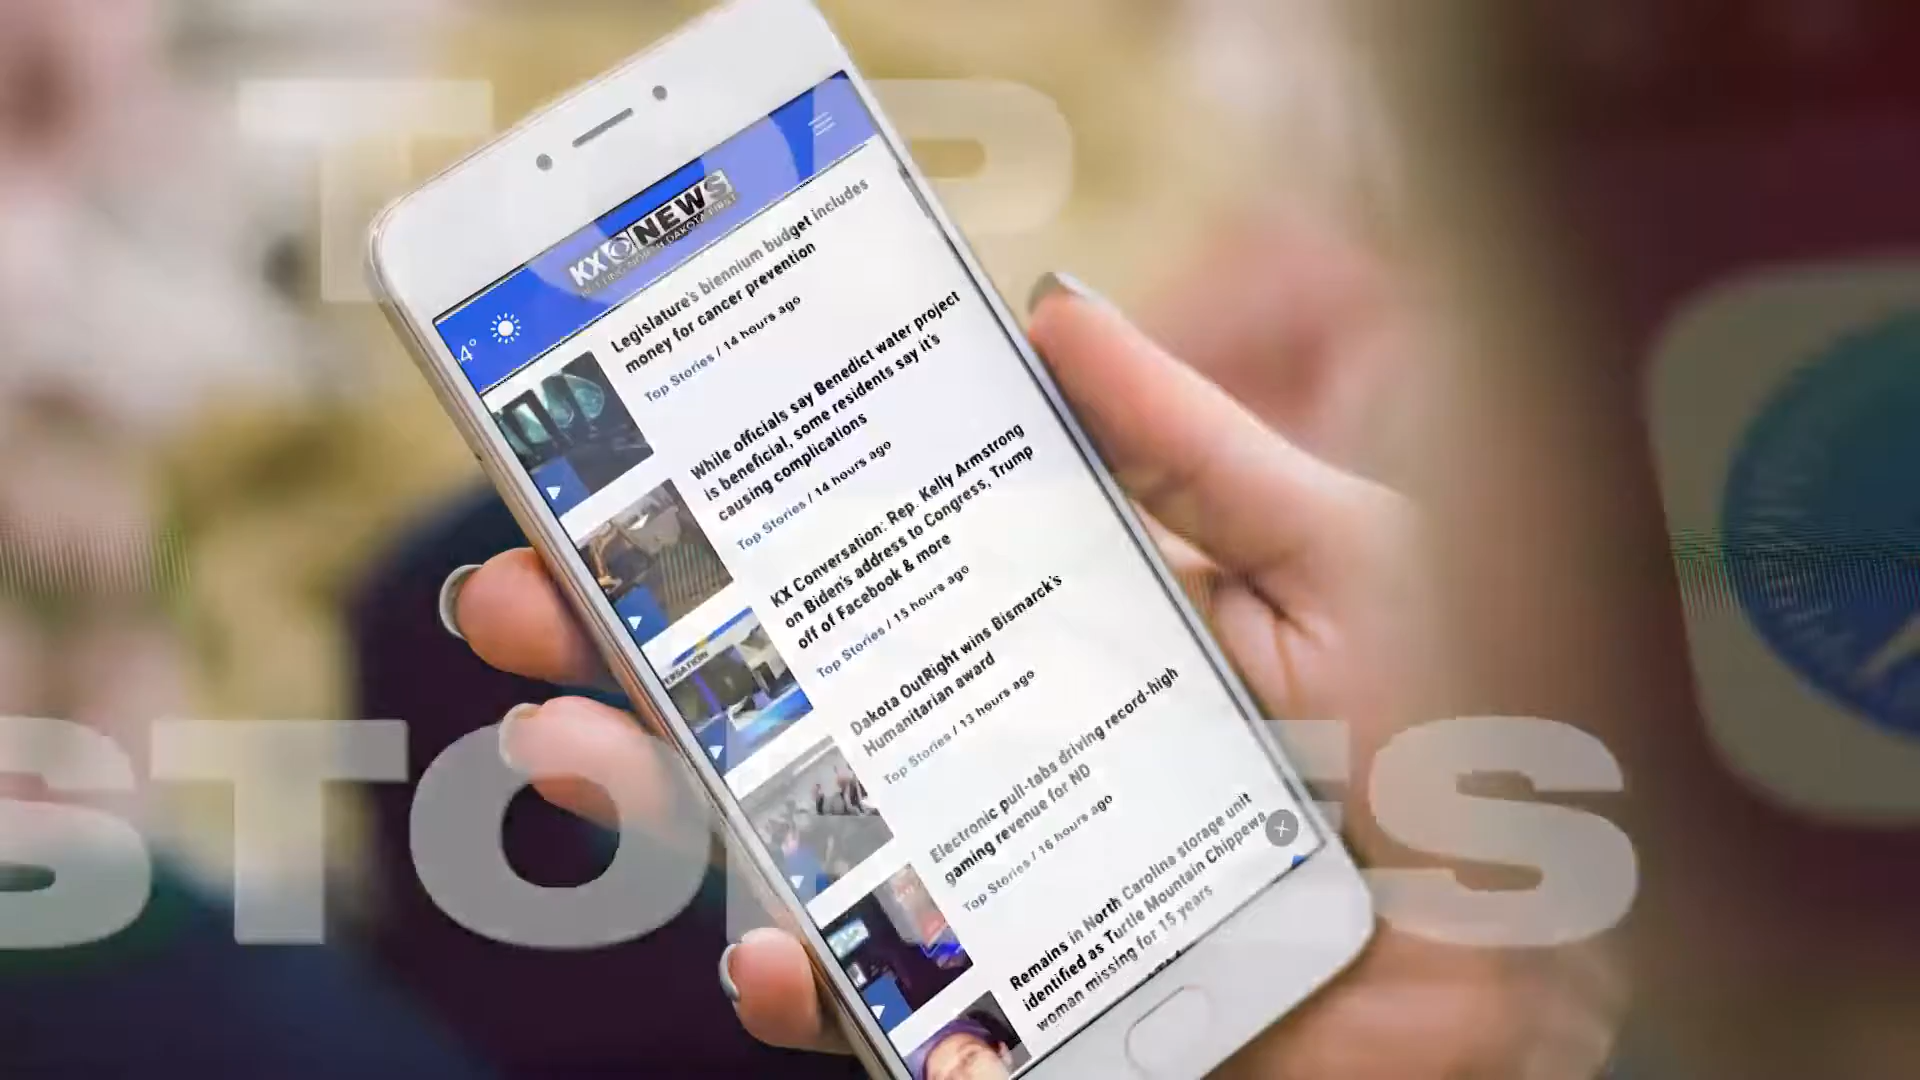 TOP
STORIES
KX NEWS
PUTTING NORTH DAKOTA FIRST
4°
Legislature's biennium budget includes
money for cancer prevention
Top Stories / 14 hours ago
While officials say Benedict water project
is beneficial, some residents say it's
causing complications
Top Stories / 14 hours ago
KX Conversation: Rep. Kelly Armstrong
on Biden's address to Congress, Trump
off of Facebook & more
Top Stories / 15 hours ago
ERSATION
Dakota OutRight wins Bismarck's
Humanitarian award
Top Stories / 13 hours ago
Electronic pull-tabs driving record-high
gaming revenue for ND
Top Stories / 16 hours ago
Remains in North Carolina storage unit
identified as Turtle Mountain Chippewa
woman missing for 15 years